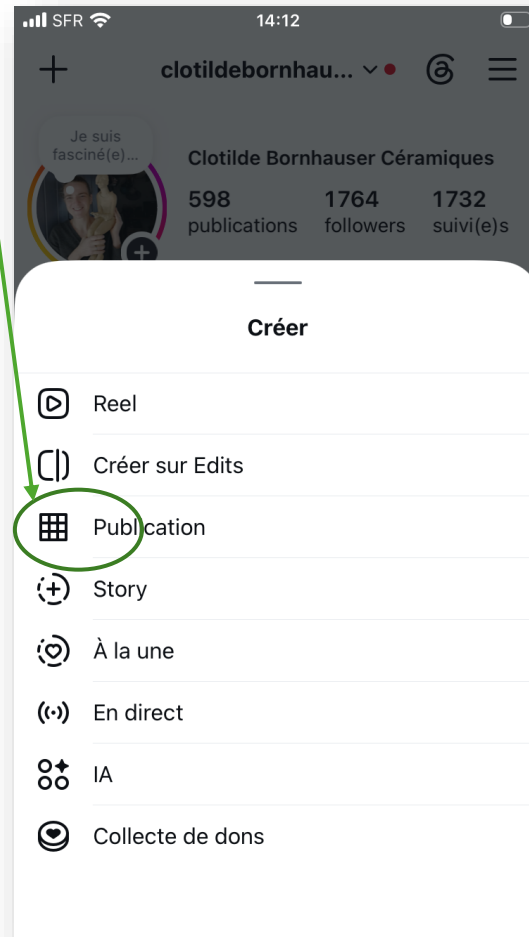 SFR 14:12
clotildebornhau...
Je suis
fasciné(e)...
Clotilde Bornhauser Céramiques
598 1764 1732
publications followers suivi(e)s
Créer
Reel
Créer sur Edits
Publication
Story
À la une
En direct
IA
Collecte de dons